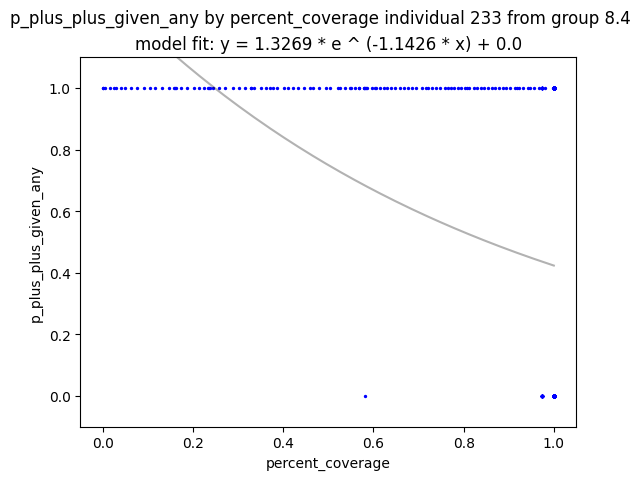 p_plus_plus_given_any by percent_coverage individual 233 from group 8.4
model fit: y = 1.3269 * e ^ (-1.1426 * x) + 0.0
1.0
0.8
0.6
0.4
0.2
0.0
p_plus_plus_given_any
0.0 0.2 0.4 0.6 0.8 1.0
percent_coverage